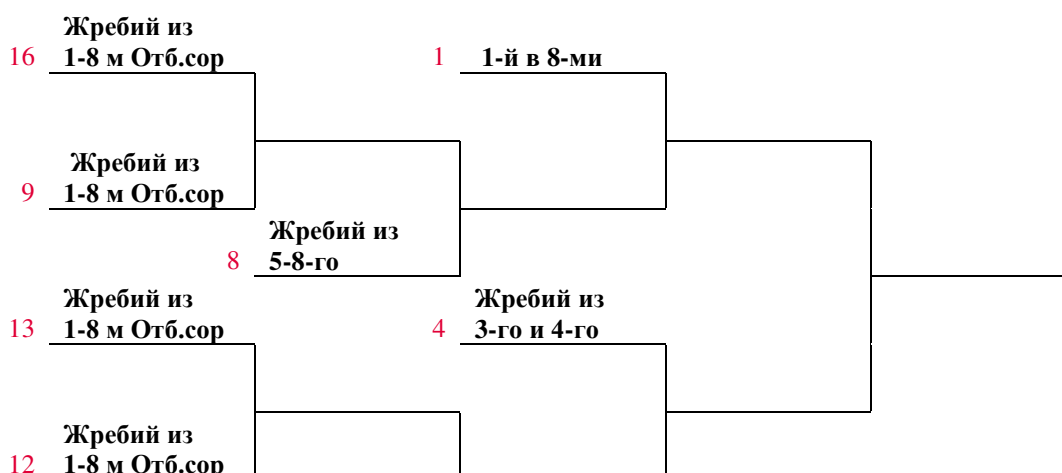 Жребий из
16 1-8 м Отб.сор
1 1-й в 8-ми
Жребий из
9 1-8 м Отб.сор
Жребий из
8 5-8-го
Жребий из
13 1-8 м Отб.сор
Жребий из
4 3-го и 4-го
Жребий из
12 1-8 м Отб.сор